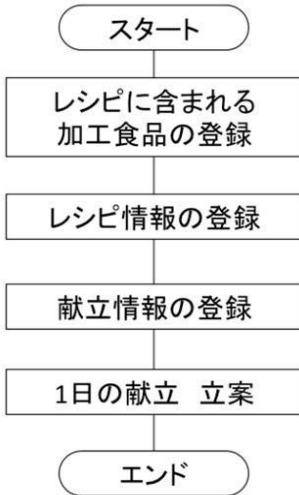 スタート
レシピに含まれる
加工食品の登録
レシピ情報の登録
献立情報の登録
1日の献立　立案
エンド